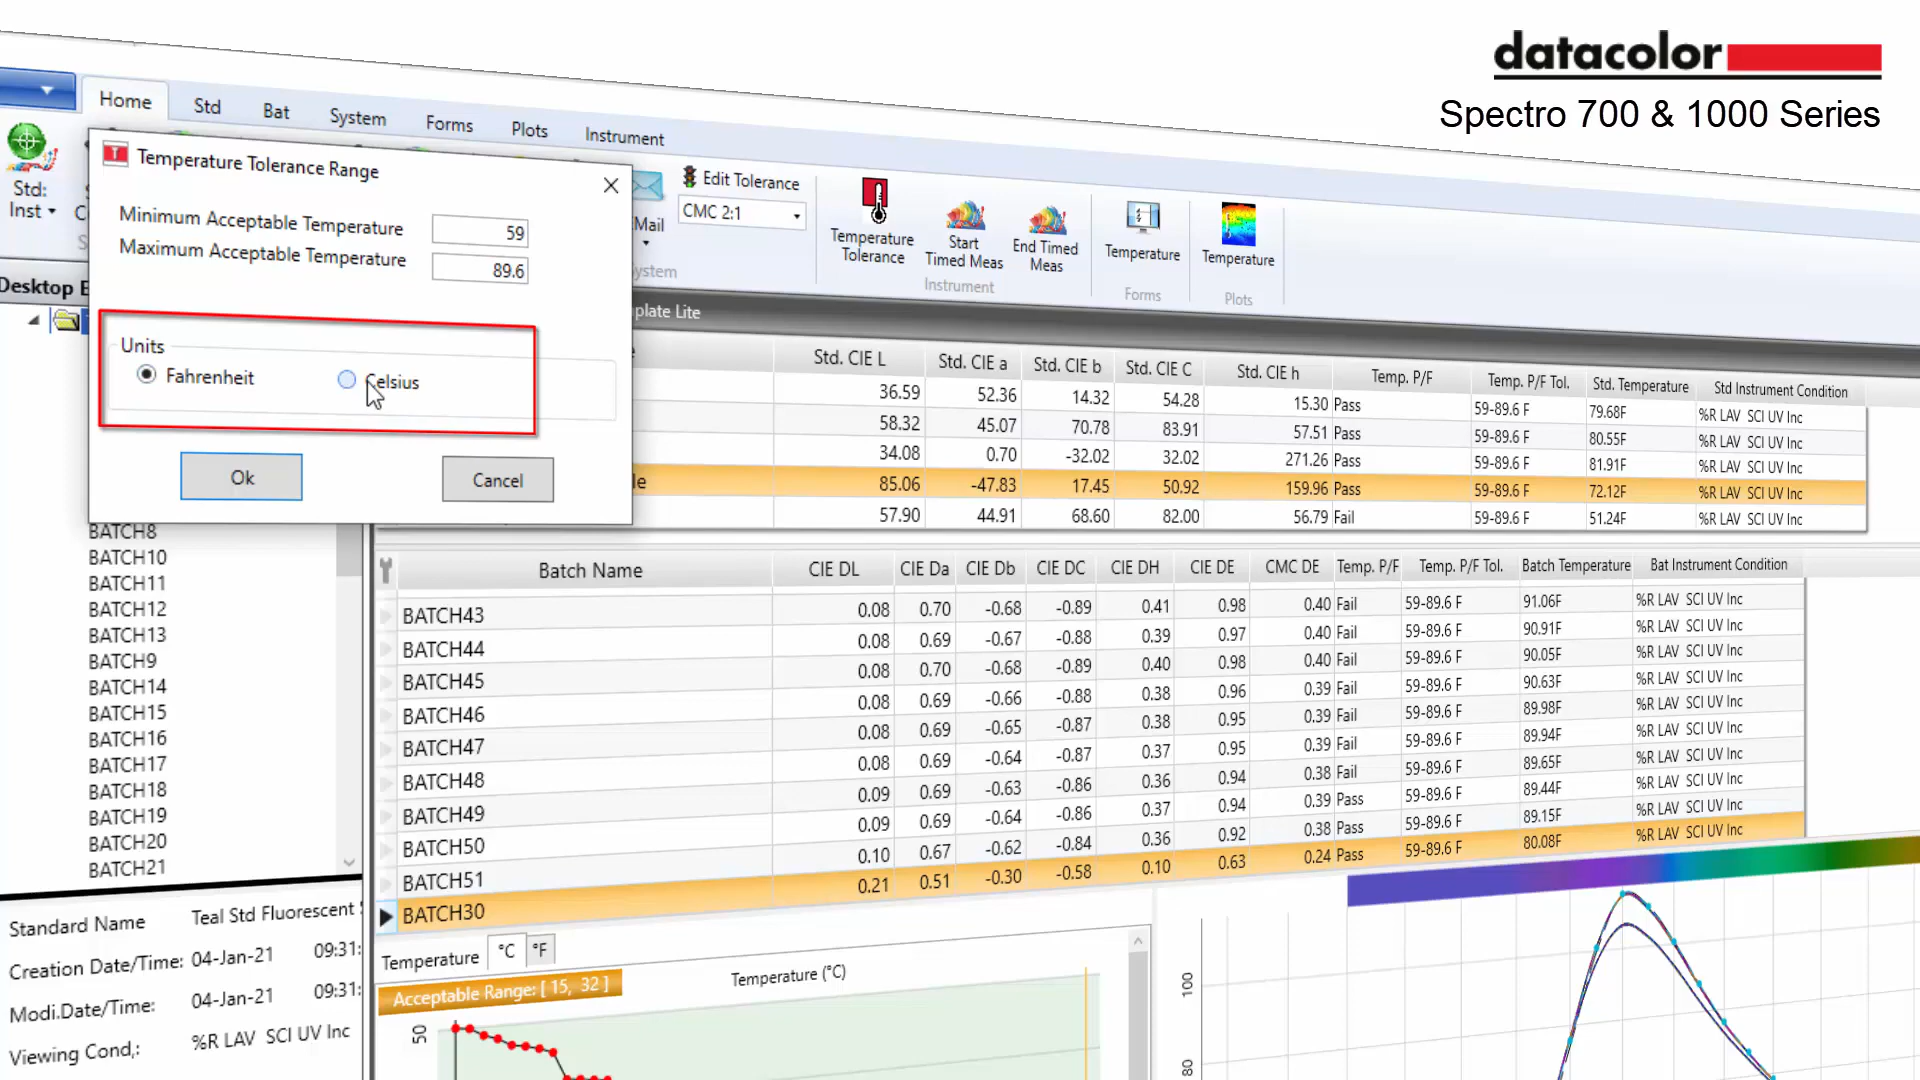 datacolor
Spectro 700 & 1000 Series
Home Std Bat System Forms Plots Instrument
Std:
Inst
Temperature Tolerance Range
Minimum Acceptable Temperature 59
Maximum Acceptable Temperature 89.6
Units
Fahrenheit Celsius
Ok Cancel
Mail
Edit Tolerance
CMC 2:1
Temperature
Tolerance
Start
Timed Meas
End Timed
Meas
Temperature
Temperature
Instrument
Forms
Plots
Desktop
plate Lite
Std. CIE L Std. CIE a Std. CIE b Std. CIE C Std. CIE h Temp. P/F Temp. P/F Tol. Std. Temperature Std Instrument Condition
36.59 52.36 14.32 54.28 15.30 Pass 59-89.6 F 79.68F %R LAV SCI UV Inc
58.32 45.07 70.78 83.91 57.51 Pass 59-89.6 F 80.55F %R LAV SCI UV Inc
34.08 0.70 -32.02 32.02 271.26 Pass 59-89.6 F 81.91F %R LAV SCI UV Inc
le 85.06 -47.83 17.45 50.92 159.96 Pass 59-89.6 F 72.12F %R LAV SCI UV Inc
57.90 44.91 68.60 82.00 56.79 Fail 59-89.6 F 51.24F %R LAV SCI UV Inc
BATCH8
BATCH10
BATCH11
BATCH12
BATCH13
BATCH9
BATCH14
BATCH15
BATCH16
BATCH17
BATCH18
BATCH19
BATCH20
BATCH21
Batch Name CIE DL CIE Da CIE Db CIE DC CIE DH CIE DE CMC DE Temp. P/F Temp. P/F Tol. Batch Temperature Bat Instrument Condition
BATCH43 0.08 0.70 -0.68 -0.89 0.41 0.98 0.40 Fail 59-89.6 F 91.06F %R LAV SCI UV Inc
BATCH44 0.08 0.69 -0.67 -0.88 0.39 0.97 0.40 Fail 59-89.6 F 90.91F %R LAV SCI UV Inc
BATCH45 0.08 0.70 -0.68 -0.89 0.40 0.98 0.40 Fail 59-89.6 F 90.05F %R LAV SCI UV Inc
BATCH46 0.08 0.69 -0.66 -0.88 0.38 0.96 0.39 Fail 59-89.6 F 90.63F %R LAV SCI UV Inc
BATCH47 0.08 0.69 -0.65 -0.87 0.38 0.95 0.39 Fail 59-89.6 F 89.98F %R LAV SCI UV Inc
BATCH48 0.08 0.69 -0.64 -0.87 0.37 0.95 0.39 Fail 59-89.6 F 89.94F %R LAV SCI UV Inc
BATCH49 0.09 0.69 -0.63 -0.86 0.36 0.94 0.38 Fail 59-89.6 F 89.65F %R LAV SCI UV Inc
BATCH50 0.09 0.69 -0.64 -0.86 0.37 0.94 0.39 Pass 59-89.6 F 89.44F %R LAV SCI UV Inc
BATCH51 0.10 0.67 -0.62 -0.84 0.36 0.92 0.38 Pass 59-89.6 F 89.15F %R LAV SCI UV Inc
BATCH30 0.21 0.51 -0.30 -0.58 0.10 0.63 0.24 Pass 59-89.6 F 80.08F %R LAV SCI UV Inc
Standard Name Teal Std Fluorescent
Creation Date/Time: 04-Jan-21 09:31:
Modi.Date/Time: 04-Jan-21 09:31:
Viewing Cond,: %R LAV SCI UV Inc
Temperature °C °F
Acceptable Range: [ 15, 32 ]
Temperature (°C)
50
100
80